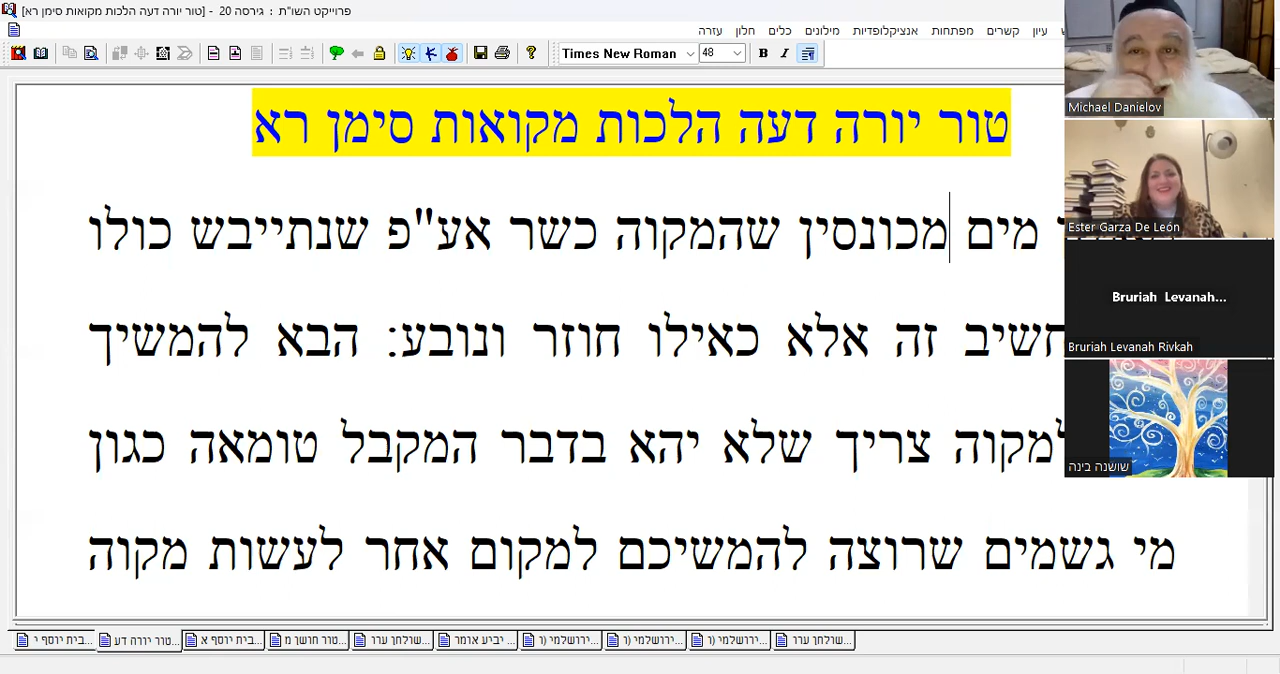 פרוייקט השו"ת : גירסה 20 - [טור יורה דעה הלכות מקואות סימן רא]
עיון קשרים מפתחות אנציקלופדיות מילונים כלים חלון עזרה
Times New Roman 48 B I
טור יורה דעה הלכות מקואות סימן רא
מים מכונסין שהמקוה כשר אע"פ שנתייבש כולו
חשיב זה אלא כאילו חוזר ונובע: הבא להמשיך
למקוה צריך שלא יהא בדבר המקבל טומאה כגון
מי גשמים שרוצה להמשיכם למקום אחר לעשות מקוה
Michael Danielov
Ester Garza De León
Bruriah Levanah...
Bruriah Levanah Rivkah
שושנה בינה
בית יוסף י... טור יורה דע... בית יוסף א... טור חושן מ... שולחן ערו... יביע אומר... ירושלמי (ו... ירושלמי (ו... ירושלמי (ו... שולחן ערו...